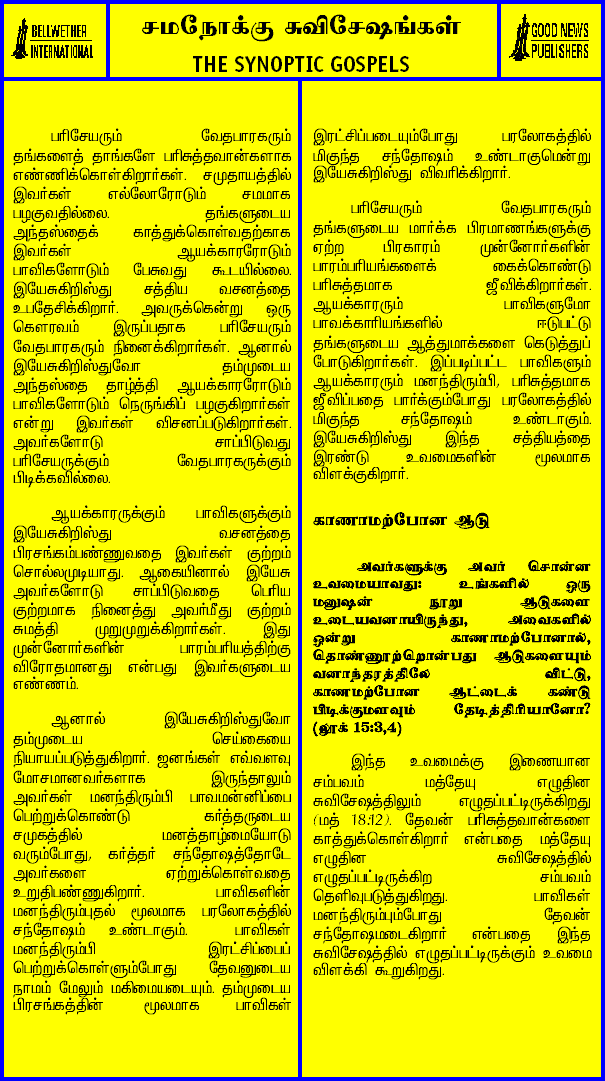 BELLWETHER
INTERNATIONAL
சமநோக்கு சுவிசேஷங்கள்
THE SYNOPTIC GOSPELS
GOOD NEWS
PUBLISHERS
பரிசேயரும் வேதபாரகரும்
தங்களைத் தாங்களே பரிசுத்தவான்களாக
எண்ணிக்கொள்கிறார்கள். சமுதாயத்தில்
இவர்கள் எல்லோரோடும் சமமாக
பழகுவதில்லை. தங்களுடைய
அந்தஸ்தைக் காத்துக்கொள்வதற்காக
இவர்கள் ஆயக்காரரோடும்
பாவிகளோடும் பேசுவது கூடயில்லை.
இயேசுகிறிஸ்து சத்திய வசனத்தை
உபதேசிக்கிறார். அவருக்கென்று ஒரு
கௌரவம் இருப்பதாக பரிசேயரும்
வேதபாரகரும் நினைக்கிறார்கள். ஆனால்
இயேசுகிறிஸ்துவோ தம்முடைய
அந்தஸ்தை தாழ்த்தி ஆயக்காரரோடும்
பாவிகளோடும் நெருங்கிப் பழகுகிறார்கள்
என்று இவர்கள் விசனப்படுகிறார்கள்.
அவர்களோடு சாப்பிடுவது
பரிசேயருக்கும் வேதபாரகருக்கும்
பிடிக்கவில்லை.
ஆயக்காரருக்கும் பாவிகளுக்கும்
இயேசுகிறிஸ்து வசனத்தை
பிரசங்கம்பண்ணுவதை இவர்கள் குற்றம்
சொல்லமுடியாது. ஆகையினால் இயேசு
அவர்களோடு சாப்பிடுவதை பெரிய
குற்றமாக நினைத்து அவர்மீது குற்றம்
சுமத்தி முறுமுறுக்கிறார்கள். இது
முன்னோர்களின் பாரம்பரியத்திற்கு
விரோதமானது என்பது இவர்களுடைய
எண்ணம்.
ஆனால் இயேசுகிறிஸ்துவோ
தம்முடைய செய்கையை
நியாயப்படுத்துகிறார். ஜனங்கள் எவ்வளவு
மோசமானவர்களாக இருந்தாலும்
அவர்கள் மனந்திரும்பி பாவமன்னிப்பை
பெற்றுக்கொண்டு கர்த்தருடைய
சமுகத்தில் மனத்தாழ்மையோடு
வரும்போது, கர்த்தர் சந்தோஷத்தோடே
அவர்களை ஏற்றுக்கொள்வதை
உறுதிபண்ணுகிறார். பாவிகளின்
மனந்திரும்புதல் மூலமாக பரலோகத்தில்
சந்தோஷம் உண்டாகும். பாவிகள்
மனந்திரும்பி இரட்சிப்பைப்
பெற்றுக்கொள்ளும்போது தேவனுடைய
நாமம் மேலும் மகிமையடையும். தம்முடைய
பிரசங்கத்தின் மூலமாக பாவிகள்
இரட்சிப்படையும்போது பரலோகத்தில்
மிகுந்த சந்தோஷம் உண்டாகுமென்று
இயேசுகிறிஸ்து விவரிக்கிறார்.
பரிசேயரும் வேதபாரகரும்
தங்களுடைய மார்க்க பிரமாணங்களுக்கு
ஏற்ற பிரகாரம் முன்னோர்களின்
பாரம்பரியங்களைக் கைக்கொண்டு
பரிசுத்தமாக ஜீவிக்கிறார்கள்.
ஆயக்காரரும் பாவிகளுமோ
பாவக்காரியங்களில் ஈடுபட்டு
தங்களுடைய ஆத்துமாக்களை கெடுத்துப்
போடுகிறார்கள். இப்படிப்பட்ட பாவிகளும்
ஆயக்காரரும் மனந்திரும்பி, பரிசுத்தமாக
ஜீவிப்பதை பார்க்கும்போது பரலோகத்தில்
மிகுந்த சந்தோஷம் உண்டாகும்.
இயேசுகிறிஸ்து இந்த சத்தியத்தை
இரண்டு உவமைகளின் மூலமாக
விளக்குகிறார்.
காணாமற்போன ஆடு
அவர்களுக்கு அவர் சொன்ன
உவமையாவது: உங்களில் ஒரு
மனுஷன் நூறு ஆடுகளை
உடையவனாயிருந்து, அவைகளில்
ஒன்று காணாமற்போனால்,
தொண்ணூற்றொன்பது ஆடுகளையும்
வனாந்தரத்திலே விட்டு,
காணமற்போன ஆட்டைக் கண்டு
பிடிக்குமளவும் தேடித்திரியானோ?
(லூக் 15:3,4)
இந்த உவமைக்கு இணையான
சம்பவம் மத்தேயு எழுதின
சுவிசேஷத்திலும் எழுதப்பட்டிருக்கிறது
(மத் 18:12). தேவன் பரிசுத்தவான்களை
காத்துக்கொள்கிறார் என்பதை மத்தேயு
எழுதின சுவிசேஷத்தில்
எழுதப்பட்டிருக்கிற சம்பவம்
தெளிவுபடுத்துகிறது. பாவிகள்
மனந்திரும்பும்போது தேவன்
சந்தோஷமடைகிறார் என்பதை இந்த
சுவிசேஷத்தில் எழுதப்பட்டிருக்கும் உவமை
விளக்கி கூறுகிறது.